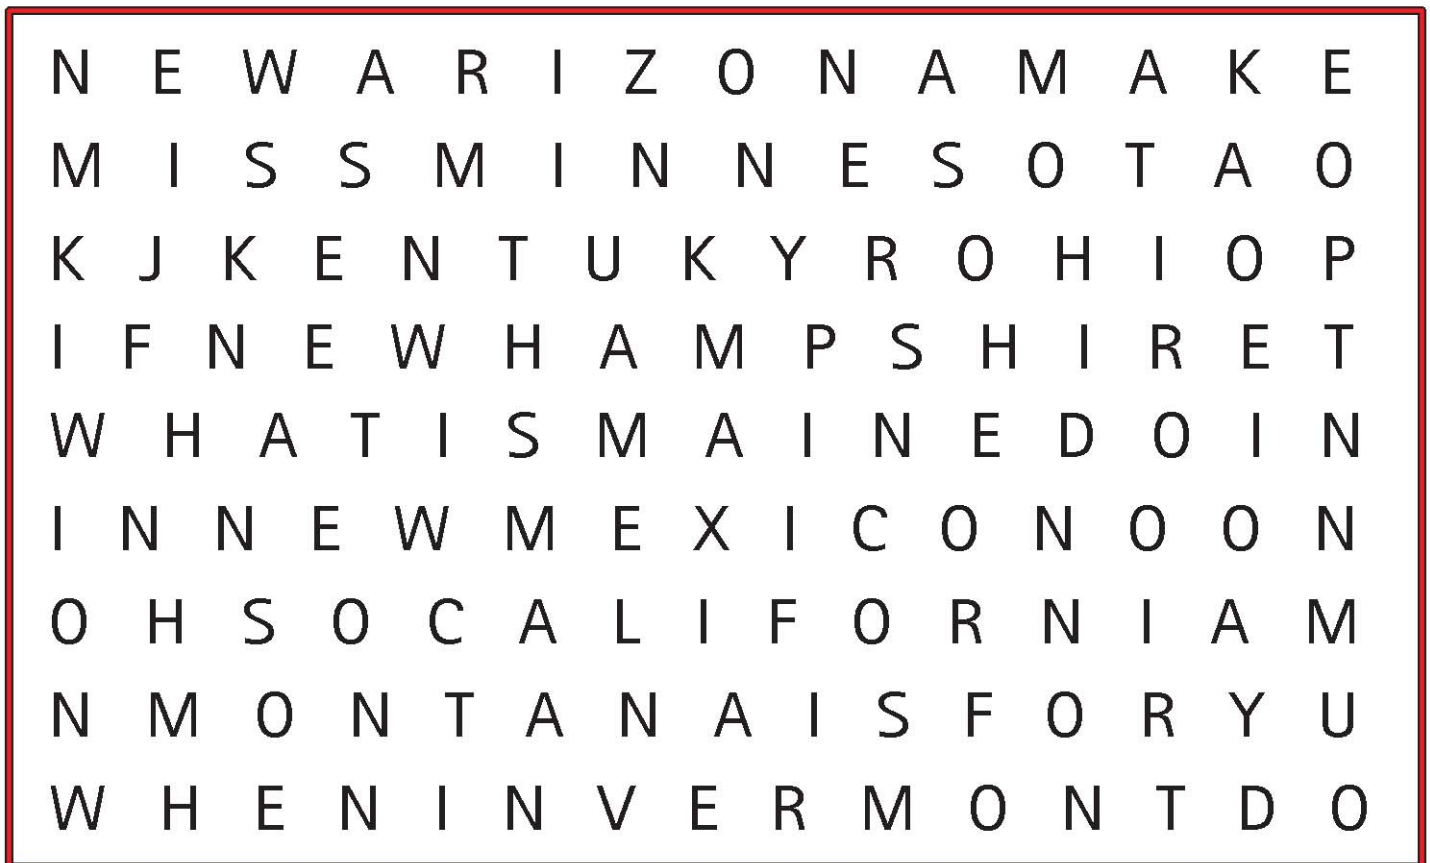 N E W A R I Z O N A M A K E
M I S S M I N N E S O T A O
K J K E N T U K Y R O H I O P
I F N E W H A M P S H I R E T
W H A T I S M A I N E D O I N
I N N E W M E X I C O N O O N
O H S O C A L I F O R N I A M
N M O N T A N A I S F O R Y U
W H E N I N V E R M O N T D O